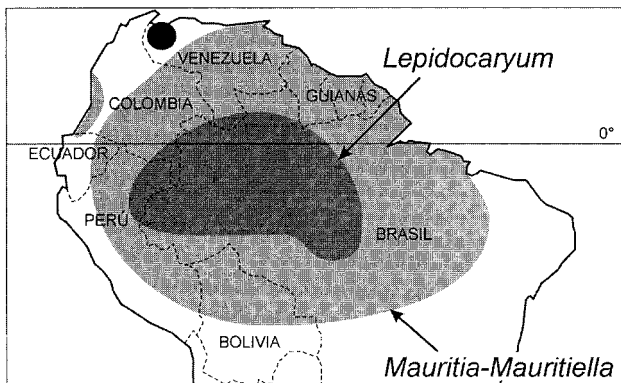 Lepidocaryum
VENEZUELA
GUIANAS
COLOMBIA
0°
ECUADOR
PERÚ
BRASIL
BOLIVIA
Mauritia-Mauritiella